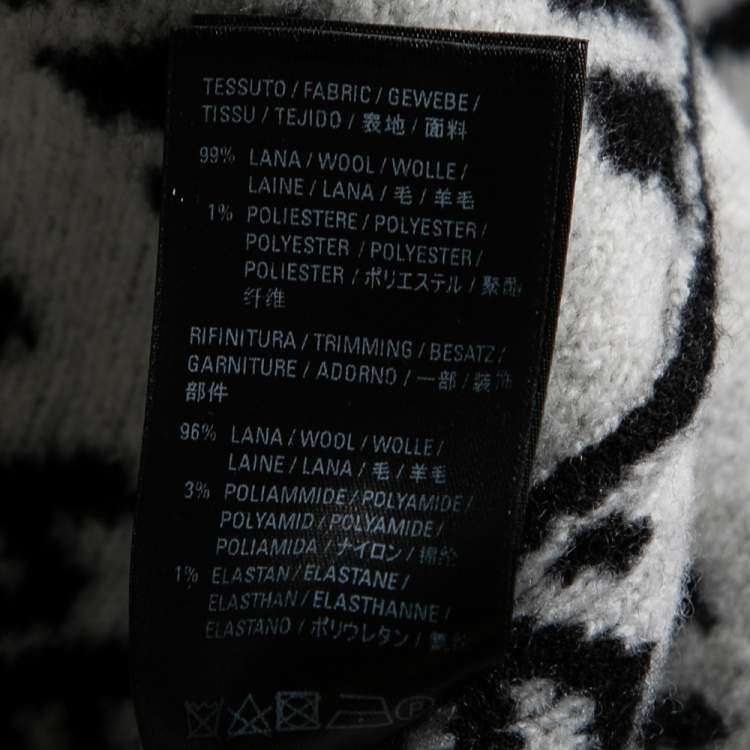 TESSUTO / FABRIC / GEWEBE /
TISSU / TEJIDO / 表地 / 面料
99% LANA / WOOL / WOLLE /
LAINE / LANA / 毛 / 羊毛
1% POLIESTERE / POLYESTER /
POLYESTER / POLYESTER /
POLIESTER / ポリエステル / 聚酯
纤维
RIFINITURA / TRIMMING / BESATZ /
GARNITURE / ADORNO / 一部 / 装饰
部件
96% LANA / WOOL / WOLLE /
LAINE / LANA / 毛 / 羊毛
3% POLIAMMIDE / POLYAMIDE /
POLYAMID / POLYAMIDE /
POLIAMIDA / ナイロン / 锦纶
1% ELASTAN / ELASTANE /
ELASTHAN / ELASTHANNE /
ELASTANO / ポリウレタン /
P